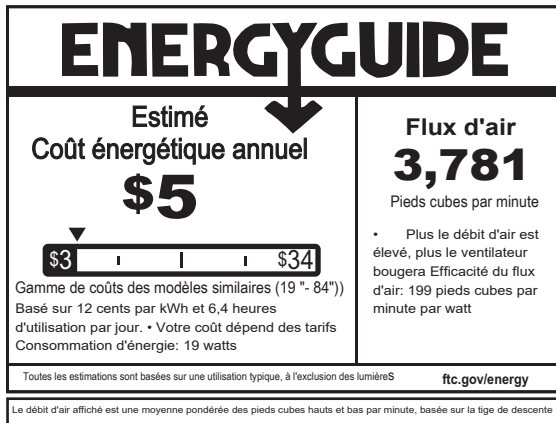 ENERGYGUIDE
Estimé
Coût énergétique annuel
$5
$3
$34
Gamme de coûts des modèles similaires (19 "- 84"))
Basé sur 12 cents par kWh et 6,4 heures
d'utilisation par jour. • Votre coût dépend des tarifs
Consommation d'énergie: 19 watts
Flux d'air
3,781
Pieds cubes par minute
• Plus le débit d'air est
élevé, plus le ventilateur
bougera Efficacité du flux
d'air: 199 pieds cubes par
minute par watt
Toutes les estimations sont basées sur une utilisation typique, à l'exclusion des lumièreS
ftc.gov/energy
Le débit d'air affiché est une moyenne pondérée des pieds cubes hauts et bas par minute, basée sur la tige de descente